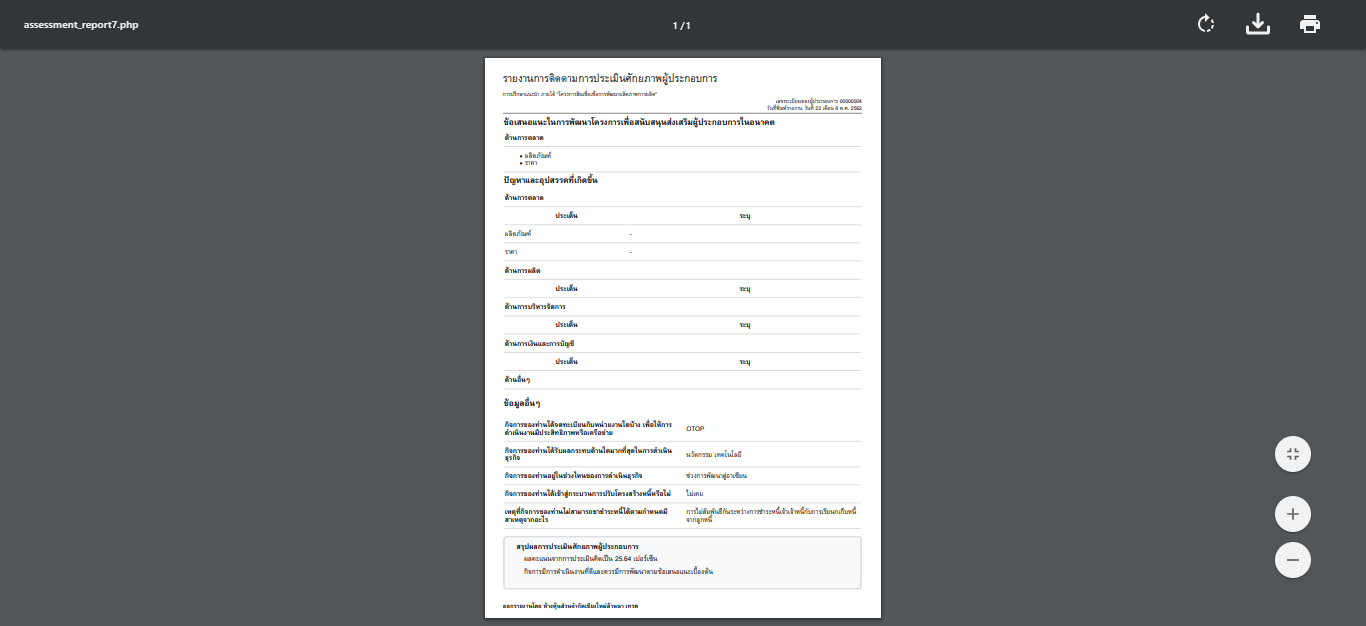 assessment_report7.php
1 / 1
รายงานการติดตามการประเมินศักยภาพผู้ประกอบการ
การปรึกษาแนะนำ ภายใต้ "โครงการสินเชื่อเพื่อการพัฒนาผลิตภาพการผลิต"
เลขทะเบียนของผู้ประกอบการ 00000004
วันที่พิมพ์รายงาน วันที่ 22 เดือน 6 พ.ศ. 2562
ข้อเสนอแนะในการพัฒนาโครงการเพื่อสนับสนุนส่งเสริมผู้ประกอบการในอนาคต
ด้านการตลาด
• ผลิตภัณฑ์
• ราคา
ปัญหาและอุปสรรคที่เกิดขึ้น
ด้านการตลาด
ประเด็น ระบุ
ผลิตภัณฑ์ -
ราคา -
ด้านการผลิต
ประเด็น ระบุ
ด้านการบริหารจัดการ
ประเด็น ระบุ
ด้านการเงินและการบัญชี
ประเด็น ระบุ
ด้านอื่นๆ
ข้อมูลอื่นๆ
กิจการของท่านได้จดทะเบียนกับหน่วยงานใดบ้าง เพื่อให้การ
ดำเนินงานมีประสิทธิภาพหรือเครือข่าย
OTOP
กิจการของท่านได้รับผลกระทบด้านใดมากที่สุดในการดำเนิน
ธุรกิจ
นวัตกรรม เทคโนโลยี
กิจการของท่านอยู่ในช่วงไหนของการดำเนินธุรกิจ ช่วงการพัฒนาสู่อาเซียน
กิจการของท่านได้เข้าสู่กระบวนการปรับโครงสร้างหนี้หรือไม่ ไม่เคย
เหตุที่กิจการของท่านไม่สามารถชำระหนี้ได้ตามกำหนดมี
สาเหตุจากอะไร
การไม่สัมพันธ์กันระหว่างการชำระหนี้เจ้าหนี้กับการเรียกเก็บหนี้
จากลูกหนี้
สรุปผลการประเมินศักยภาพผู้ประกอบการ
ผลคะแนนจากการประเมินคิดเป็น 25.64 เปอร์เซ็น
กิจการมีการดำเนินงานที่ดีและควรมีการพัฒนาตามข้อเสนอแนะเบื้องต้น
ออกรายงานโดย ห้างหุ้นส่วนจำกัดเชียงใหม่ล้านนา เทรด